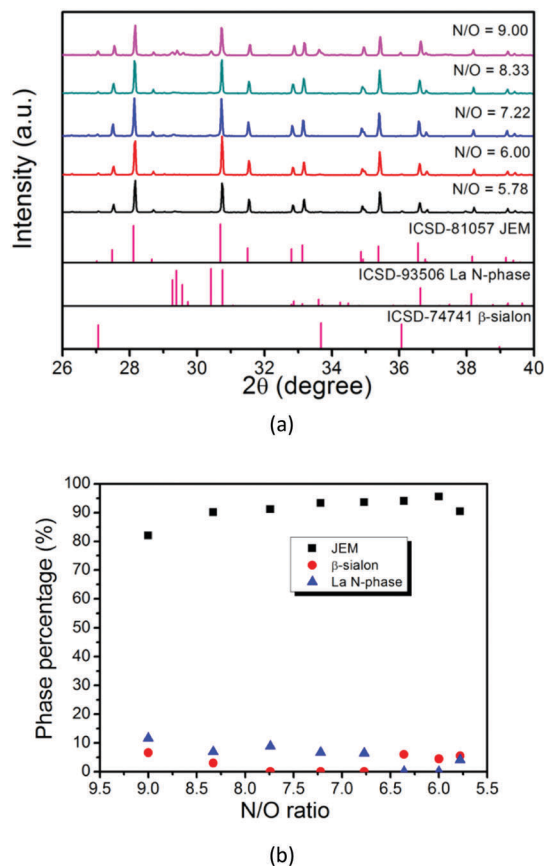 (a)
Intensity (a.u.)
N/O = 9.00
N/O = 8.33
N/O = 7.22
N/O = 6.00
N/O = 5.78
ICSD-81057 JEM
ICSD-93506 La N-phase
ICSD-74741 β-sialon
26 28 30 32 34 36 38 40
2θ (degree)
(a)
100
90
80
70
60
50
40
30
20
10
0
Phase percentage (%)
JEM
β-sialon
La N-phase
9.5 9.0 8.5 8.0 7.5 7.0 6.5 6.0 5.5
N/O ratio
(b)